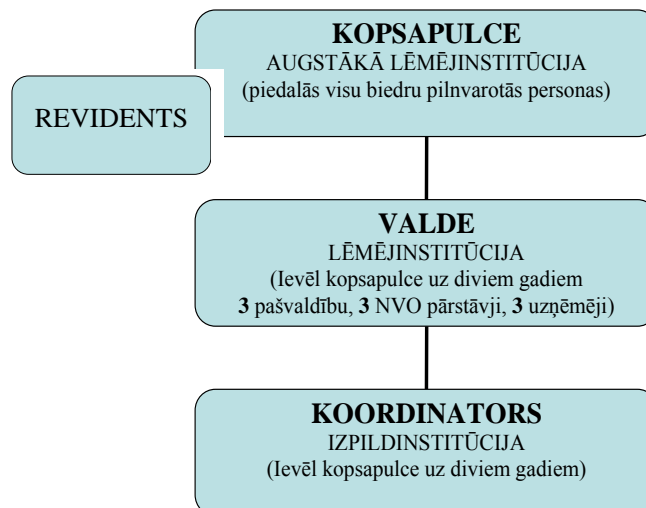 KOPSAPULCE
AUGSTĀKĀ LĒMĒJINSTITŪCIJA
(piedalās visu biedru pilnvarotās personas)
REVIDENTS
VALDE
LĒMĒJINSTITŪCIJA
(Ievēl kopsapulce uz diviem gadiem
3 pašvaldību, 3 NVO pārstāvji, 3 uzņēmēji)
KOORDINATORS
IZPILDINSTITŪCIJA
(Ievēl kopsapulce uz diviem gadiem)